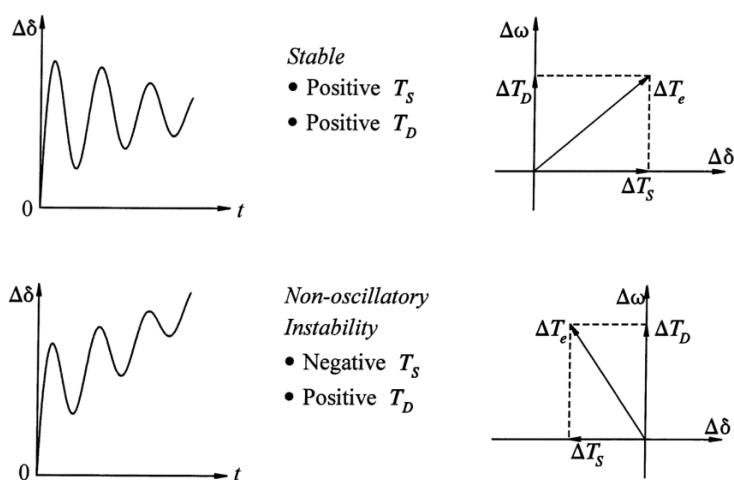 Δδ
Stable
• Positive T_S
• Positive T_D
0
t
Δω
ΔT_D
ΔT_e
Δδ
ΔT_S
Δδ
Non-oscillatory
Instability
• Negative T_S
• Positive T_D
0
t
Δω
ΔT_e
ΔT_D
Δδ
ΔT_S